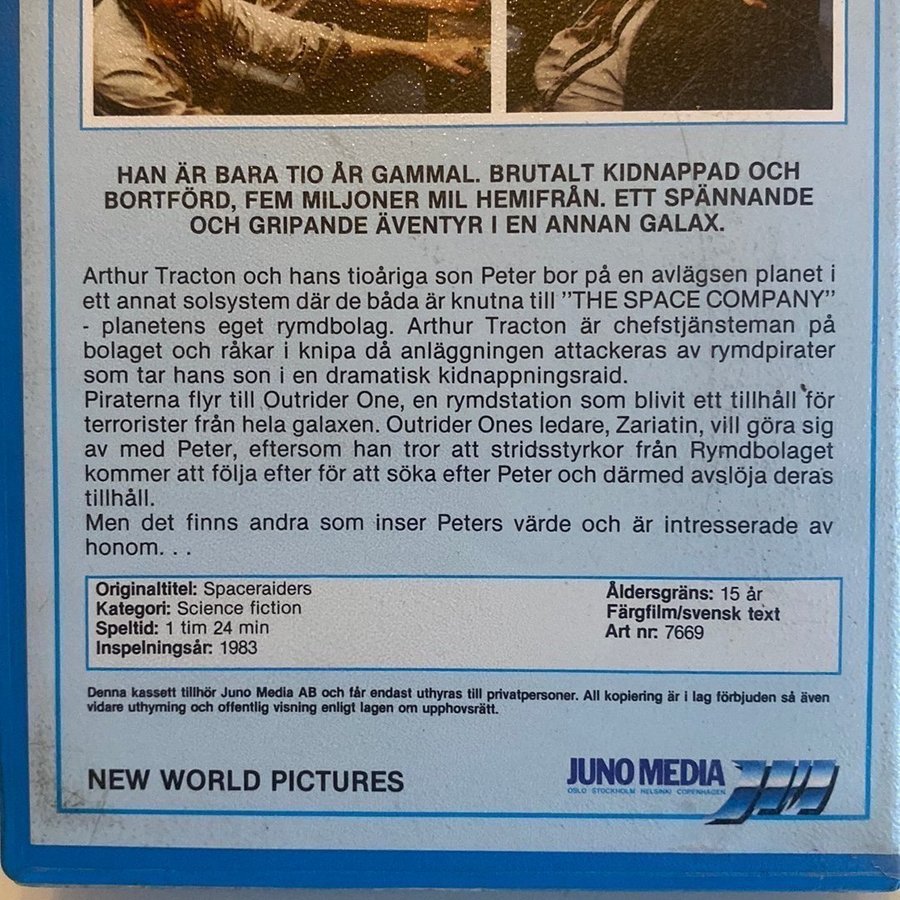 HAN ÄR BARA TIO ÅR GAMMAL. BRUTALT KIDNAPPAD OCH
BORTFÖRD, FEM MILJONER MIL HEMIFRÅN. ETT SPÄNNANDE
OCH GRIPANDE ÄVENTYR I EN ANNAN GALAX.
Arthur Tracton och hans tioåriga son Peter bor på en avlägsen planet i
ett annat solsystem där de båda är knutna till ”THE SPACE COMPANY”
- planetens eget rymdbolag. Arthur Tracton är chefstjänsteman på
bolaget och råkar i knipa då anläggningen attackeras av rymdpirater
som tar hans son i en dramatisk kidnappningsraid.
Piraterna flyr till Outrider One, en rymdstation som blivit ett tillhåll för
terrorister från hela galaxen. Outrider Ones ledare, Zariatin, vill göra sig
av med Peter, eftersom han tror att stridsstyrkor från Rymdbolaget
kommer att följa efter för att söka efter Peter och därmed avslöja deras
tillhåll.
Men det finns andra som inser Peters värde och är intresserade av
honom. . .
Originaltitel: Spaceraiders
Kategori: Science fiction
Speltid: 1 tim 24 min
Inspelningsår: 1983
Åldersgräns: 15 år
Färgfilm/svensk text
Art nr: 7669
Denna kassett tillhör Juno Media AB och får endast uthyras till privatpersoner. All kopiering är i lag förbjuden så även
vidare uthyrning och offentlig visning enligt lagen om upphovsrätt.
NEW WORLD PICTURES
JUNO MEDIA
OSLO STOCKHOLM HELSINKI COPENHAGEN